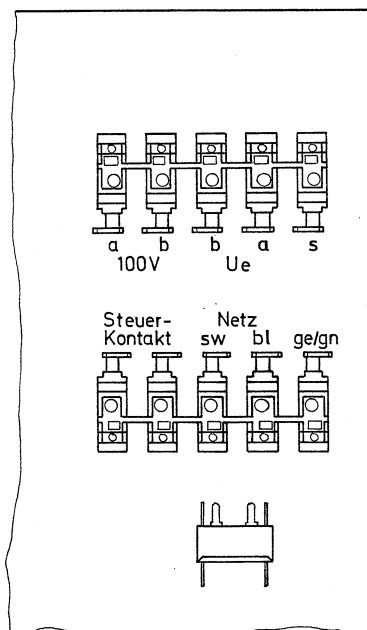 a b b a s
100V Ue
Steuer- Netz
Kontakt sw bl ge/gn